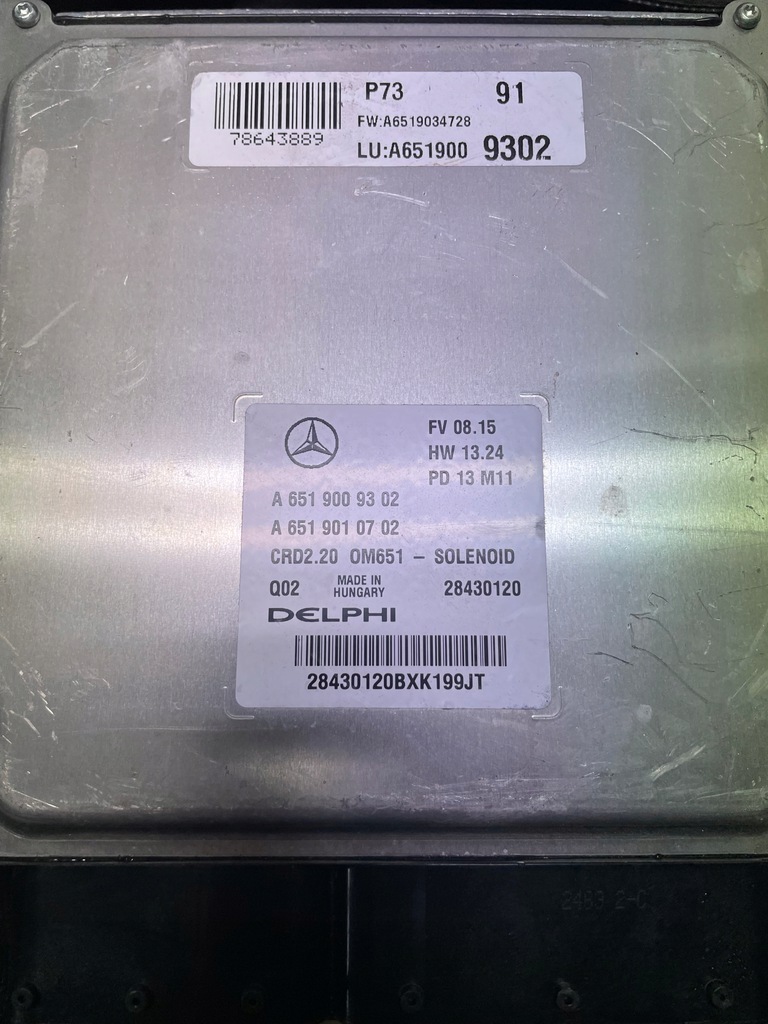 P73 91
78643889
FW:A6519034728
LU:A651900 9302
FV 08.15
HW 13.24
PD 13 M11
A 651 900 93 02
A 651 901 07 02
CRD2.20 OM651 – SOLENOID
Q02 MADE IN HUNGARY 28430120
DELPHI
28430120BXK199JT